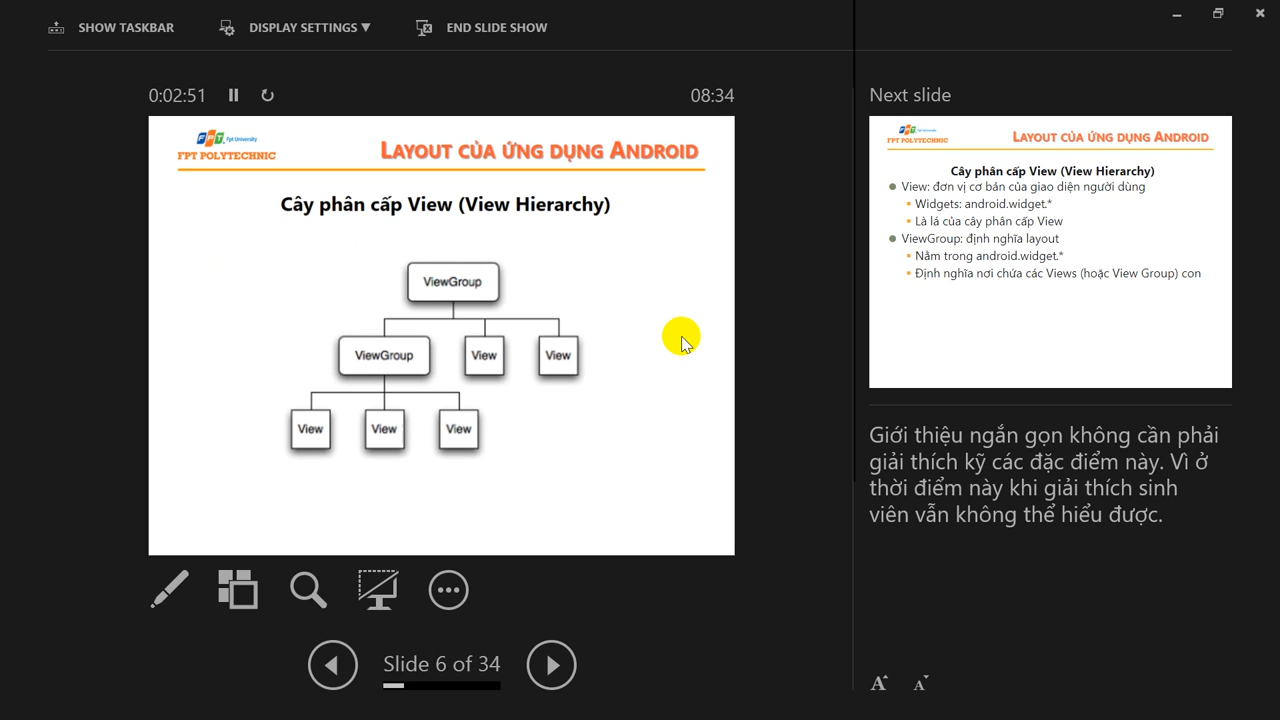 SHOW TASKBAR
DISPLAY SETTINGS ▼
END SLIDE SHOW
0:02:51
08:34
FPT Fpt University
FPT POLYTECHNIC
LAYOUT CỦA ỨNG DỤNG ANDROID
Cây phân cấp View (View Hierarchy)
ViewGroup
ViewGroup
View
View
View
View
View
Slide 6 of 34
Next slide
FPT Fpt University
FPT POLYTECHNIC
LAYOUT CỦA ỨNG DỤNG ANDROID
Cây phân cấp View (View Hierarchy)
View: đơn vị cơ bản của giao diện người dùng
Widgets: android.widget.*
Là lá của cây phân cấp View
ViewGroup: định nghĩa layout
Nằm trong android.widget.*
Định nghĩa nơi chứa các Views (hoặc View Group) con
Giới thiệu ngắn gọn không cần phải
giải thích kỹ các đặc điểm này. Vì ở
thời điểm này khi giải thích sinh
viên vẫn không thể hiểu được.
A A